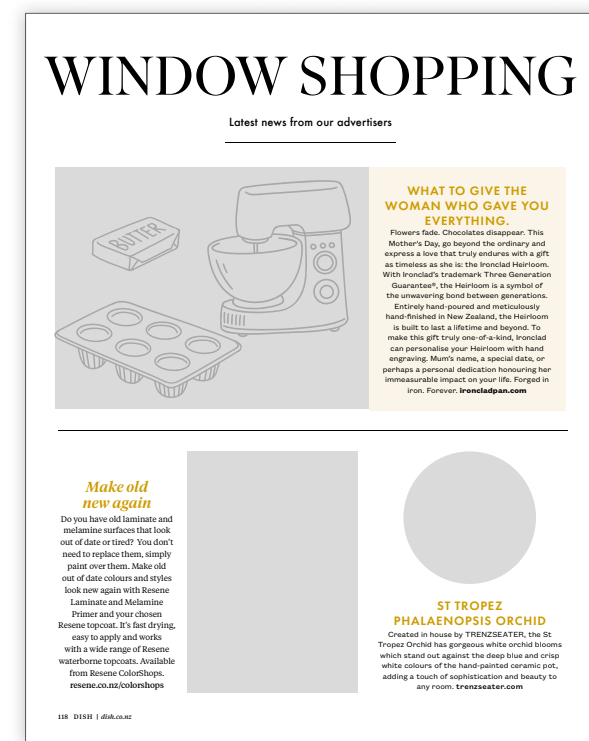 WINDOW SHOPPING
Latest news from our advertisers
BUTTER
WHAT TO GIVE THE
WOMAN WHO GAVE YOU
EVERYTHING.
Flowers fade. Chocolates disappear. This
Mother's Day, go beyond the ordinary and
express a love that truly endures with a gift
as timeless as she is: the Ironclad Heirloom.
With Ironclad's trademark Three Generation
Guarantee®, the Heirloom is a symbol of
the unwavering bond between generations.
Entirely hand-poured and meticulously
hand-finished in New Zealand, the Heirloom
is built to last a lifetime and beyond. To
make this gift truly one-of-a-kind, Ironclad
can personalise your Heirloom with hand
engraving. Mum's name, a special date, or
perhaps a personal dedication honouring her
immeasurable impact on your life. Forged in
iron. Forever. ironcladpan.com
Make old
new again
Do you have old laminate and
melamine surfaces that look
out of date or tired? You don't
need to replace them, simply
paint over them. Make old
out of date colours and styles
look new again with Resene
Laminate and Melamine
Primer and your chosen
Resene topcoat. It's fast drying,
easy to apply and works
with a wide range of Resene
waterborne topcoats. Available
from Resene ColorShops.
resene.co.nz/colorshops
ST TROPEZ
PHALAENOPSIS ORCHID
Created in house by TRENZSEATER, the St
Tropez Orchid has gorgeous white orchid blooms
which stand out against the deep blue and crisp
white colours of the hand-painted ceramic pot,
adding a touch of sophistication and beauty to
any room. trenzseater.com
118 DISH | dish.co.nz